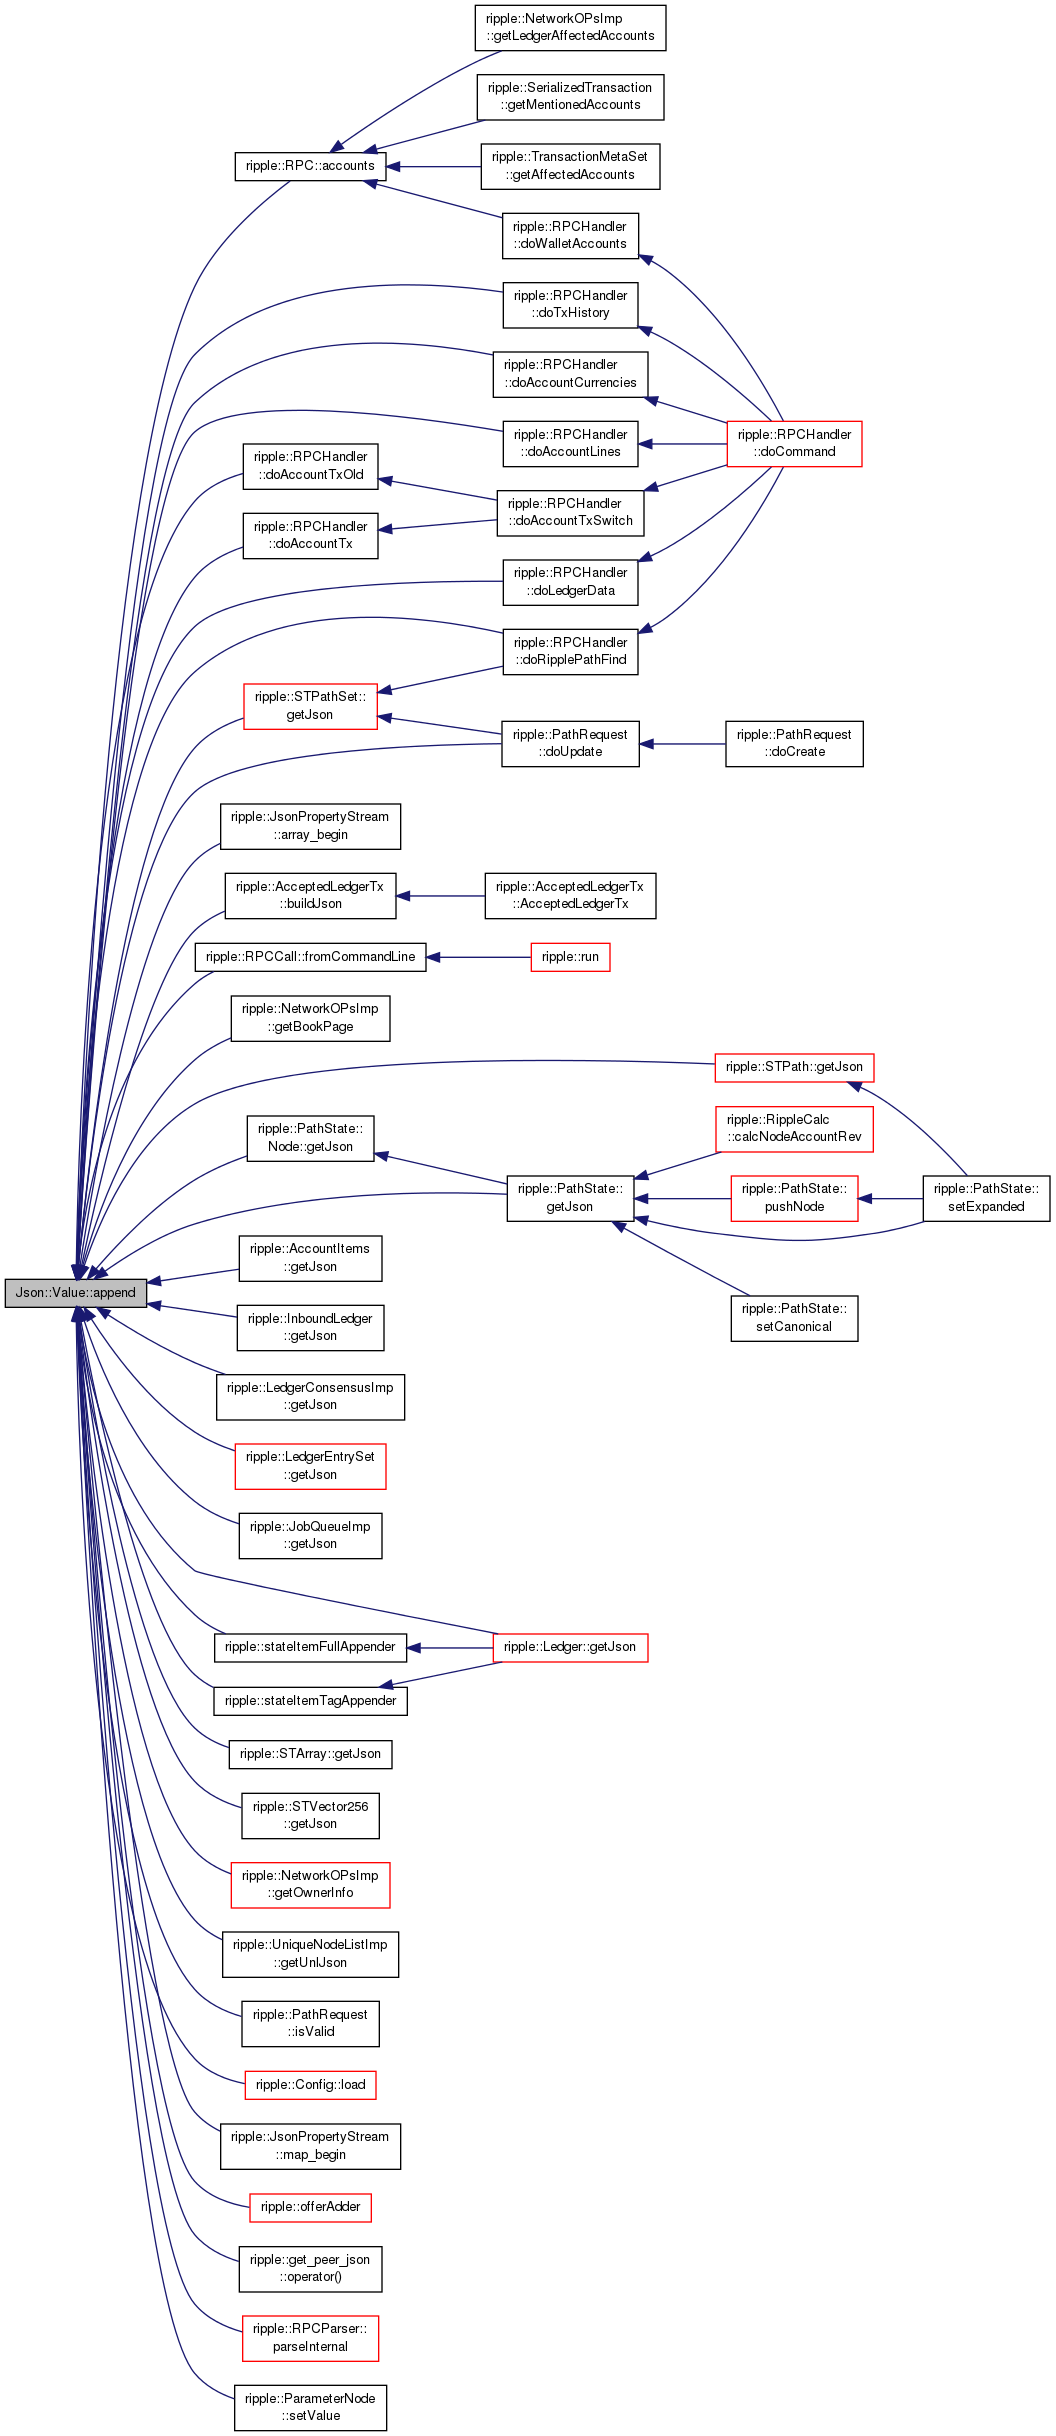 ripple::NetworkOPsImp
::getLedgerAffectedAccounts
ripple::SerializedTransaction
::getMentionedAccounts
ripple::RPC::accounts
ripple::TransactionMetaSet
::getAffectedAccounts
ripple::RPCHandler
::doWalletAccounts
ripple::RPCHandler
::doTxHistory
ripple::RPCHandler
::doAccountCurrencies
ripple::RPCHandler
::doAccountLines
ripple::RPCHandler
::doCommand
ripple::RPCHandler
::doAccountTxOld
ripple::RPCHandler
::doAccountTxSwitch
ripple::RPCHandler
::doAccountTx
ripple::RPCHandler
::doLedgerData
ripple::RPCHandler
::doRipplePathFind
ripple::STPathSet::
getJson
ripple::PathRequest
::doUpdate
ripple::PathRequest
::doCreate
ripple::JsonPropertyStream
::array_begin
ripple::AcceptedLedgerTx
::buildJson
ripple::AcceptedLedgerTx
::AcceptedLedgerTx
ripple::RPCCall::fromCommandLine
ripple::run
ripple::NetworkOPsImp
::getBookPage
ripple::STPath::getJson
ripple::PathState::
Node::getJson
ripple::RippleCalc
::calcNodeAccountRev
ripple::PathState::
getJson
ripple::PathState::
pushNode
ripple::PathState::
setExpanded
ripple::AccountItems
::getJson
Json::Value::append
ripple::InboundLedger
::getJson
ripple::PathState::
setCanonical
ripple::LedgerConsensusImp
::getJson
ripple::LedgerEntrySet
::getJson
ripple::JobQueueImp
::getJson
ripple::stateItemFullAppender
ripple::Ledger::getJson
ripple::stateItemTagAppender
ripple::STArray::getJson
ripple::STVector256
::getJson
ripple::NetworkOPsImp
::getOwnerInfo
ripple::UniqueNodeListImp
::getUnlJson
ripple::PathRequest
::isValid
ripple::Config::load
ripple::JsonPropertyStream
::map_begin
ripple::offerAdder
ripple::get_peer_json
::operator()
ripple::RPCParser::
parseInternal
ripple::ParameterNode
::setValue